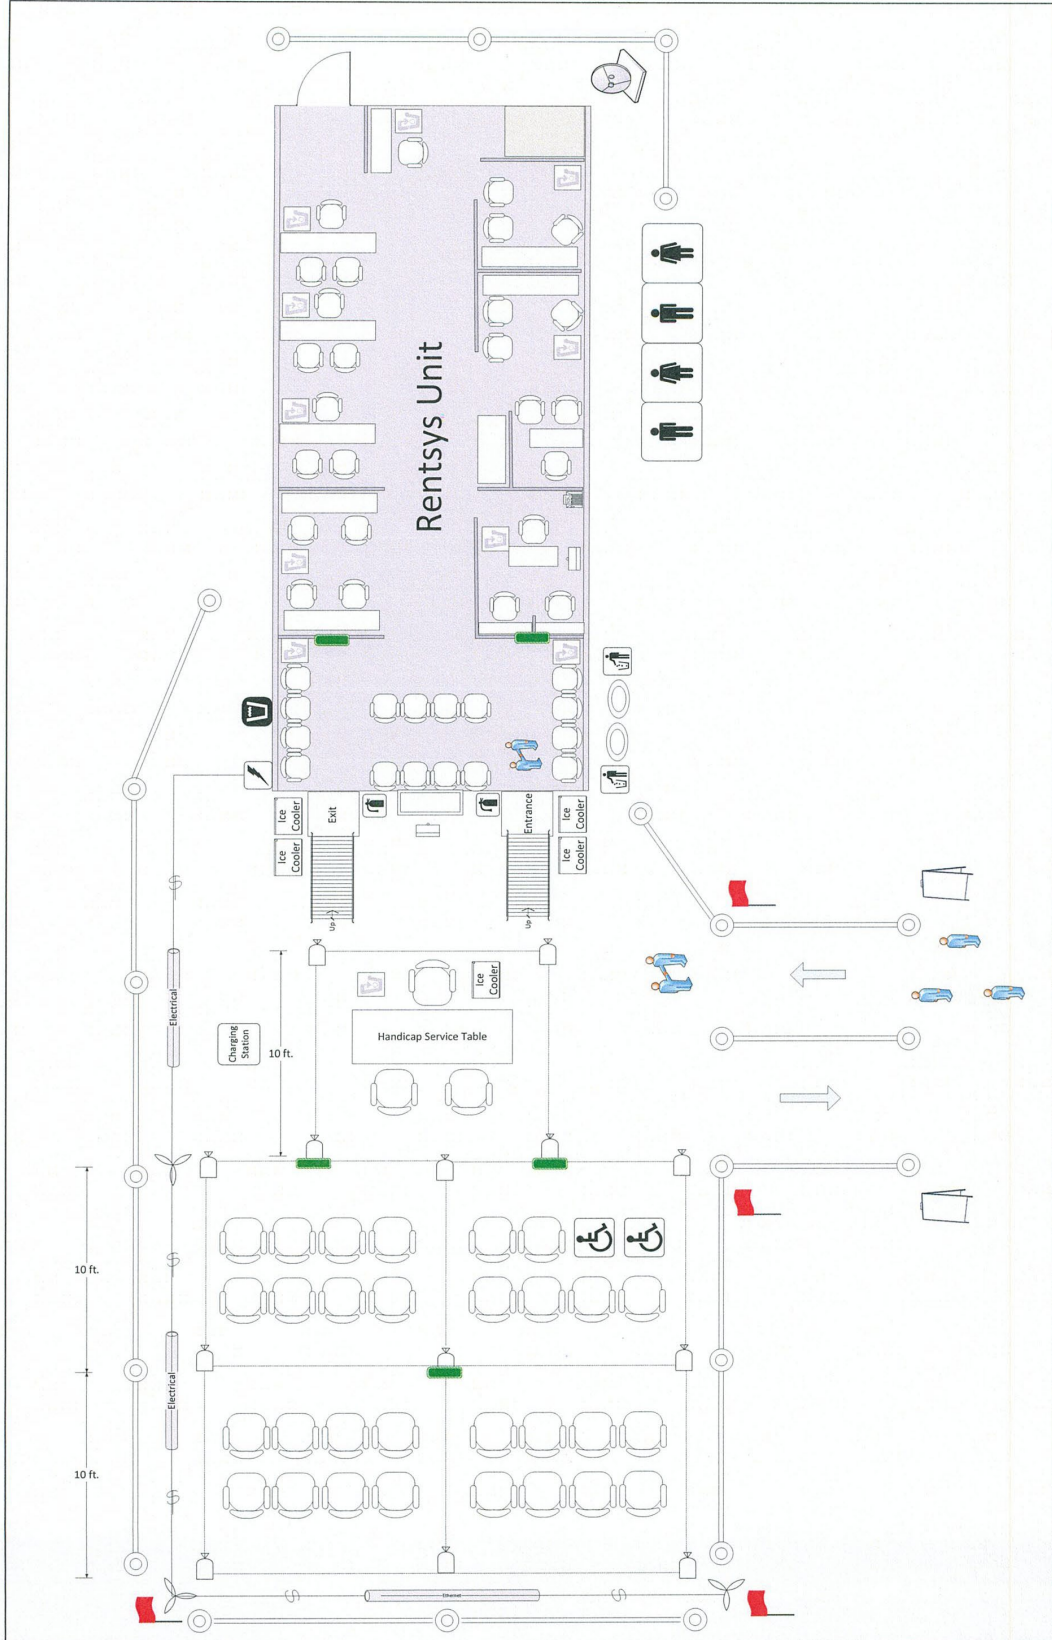 Rentsys Unit
Ice
Cooler
Exit
Entrance
Ice
Cooler
Ice
Cooler
Ice
Cooler
Up
Up
Electrical
Charging
Station
10 ft.
Ice
Cooler
Handicap Service Table
10 ft.
Electrical
10 ft.
Ethernet